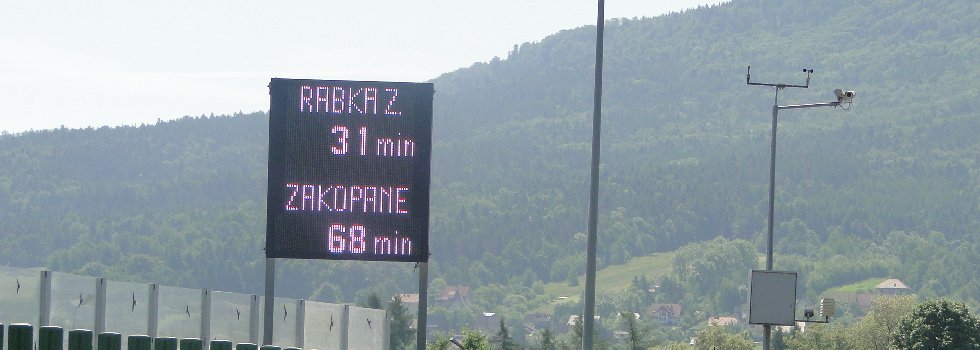 RABKA Z.
31 min
ZAKOPANE
68 min